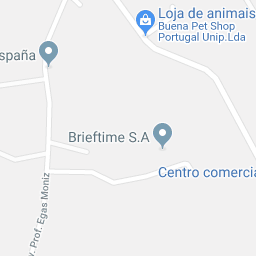 Loja de animais
Buena Pet Shop
Portugal Unip.Lda
spaña
Brieftime S.A
Centro comercia
v. Prof. Egas Moniz